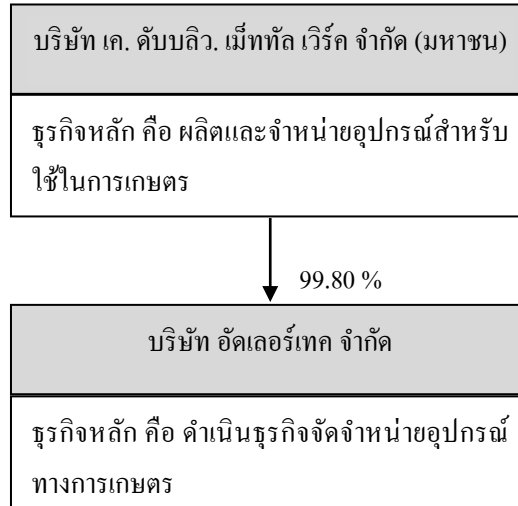 บริษัท เค. ดับบลิว. เม็ททัล เวิร์ค จำกัด (มหาชน)
ธุรกิจหลัก คือ ผลิตและจำหน่ายอุปกรณ์สำหรับ
ใช้ในการเกษตร
99.80 %
บริษัท อัดเลอร์เทค จำกัด
ธุรกิจหลัก คือ ดำเนินธุรกิจจัดจำหน่ายอุปกรณ์
ทางการเกษตร